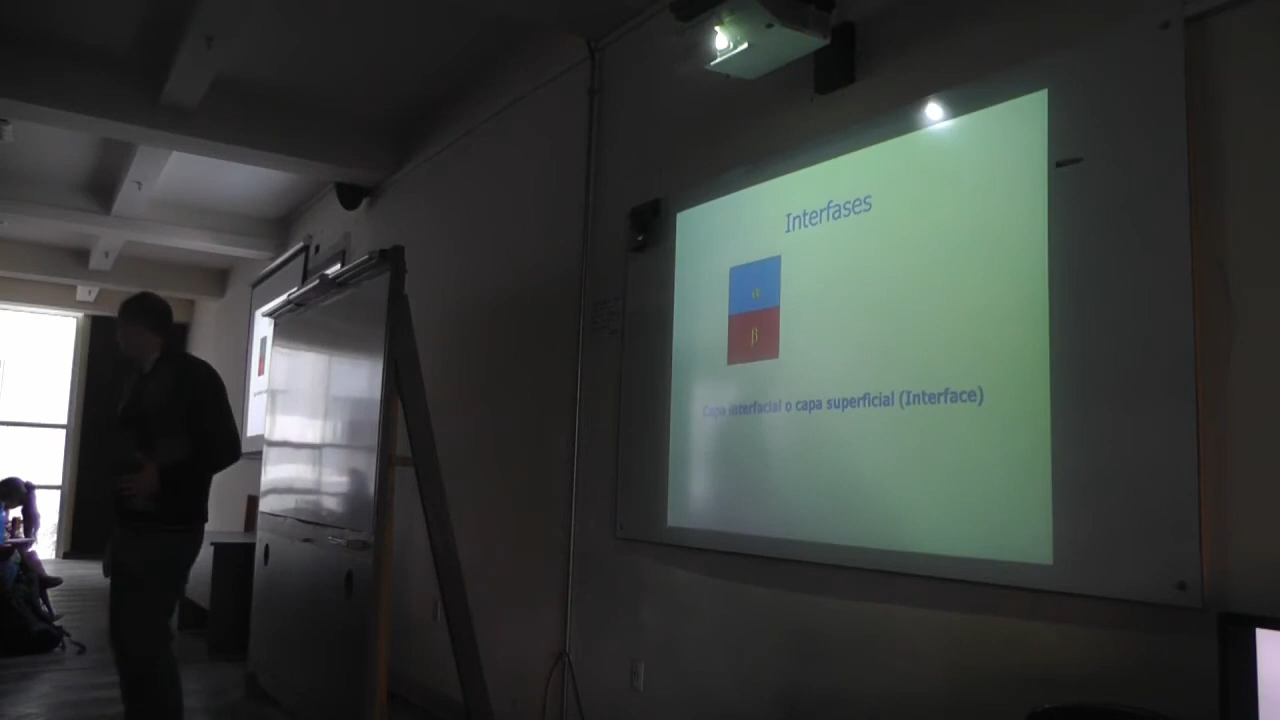 Interfases
α
β
Capa interfacial o capa superficial (Interface)